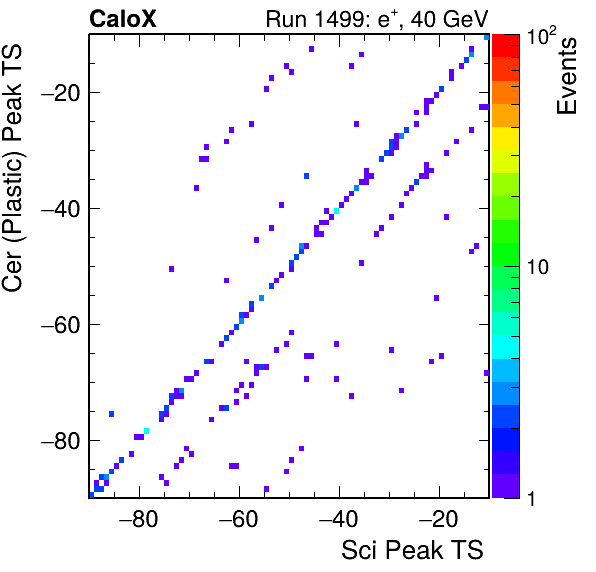 CaloX Run 1499: e⁺, 40 GeV
10²
10
1
Events
Cer (Plastic) Peak TS
−20
−40
−60
−80
−80 −60 −40 −20
Sci Peak TS